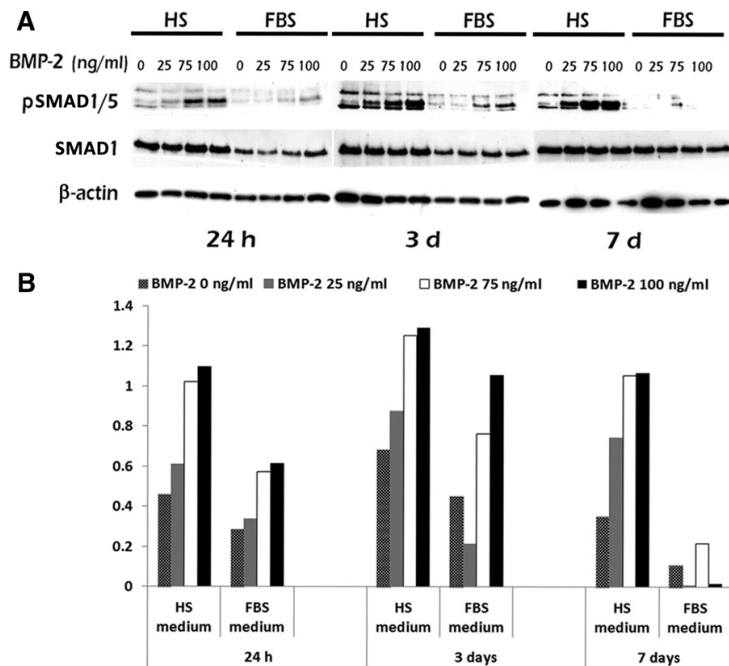 A HS FBS HS FBS HS FBS
BMP-2 (ng/ml) 0 25 75 100 0 25 75 100 0 25 75 100 0 25 75 100 0 25 75 100 0 25 75 100
pSMAD1/5
SMAD1
β-actin
24 h 3 d 7 d
B
BMP-2 0 ng/ml BMP-2 25 ng/ml BMP-2 75 ng/ml BMP-2 100 ng/ml
1.4
1.2
1
0.8
0.6
0.4
0.2
0
HS medium FBS medium HS medium FBS medium HS medium FBS medium
24 h 3 days 7 days